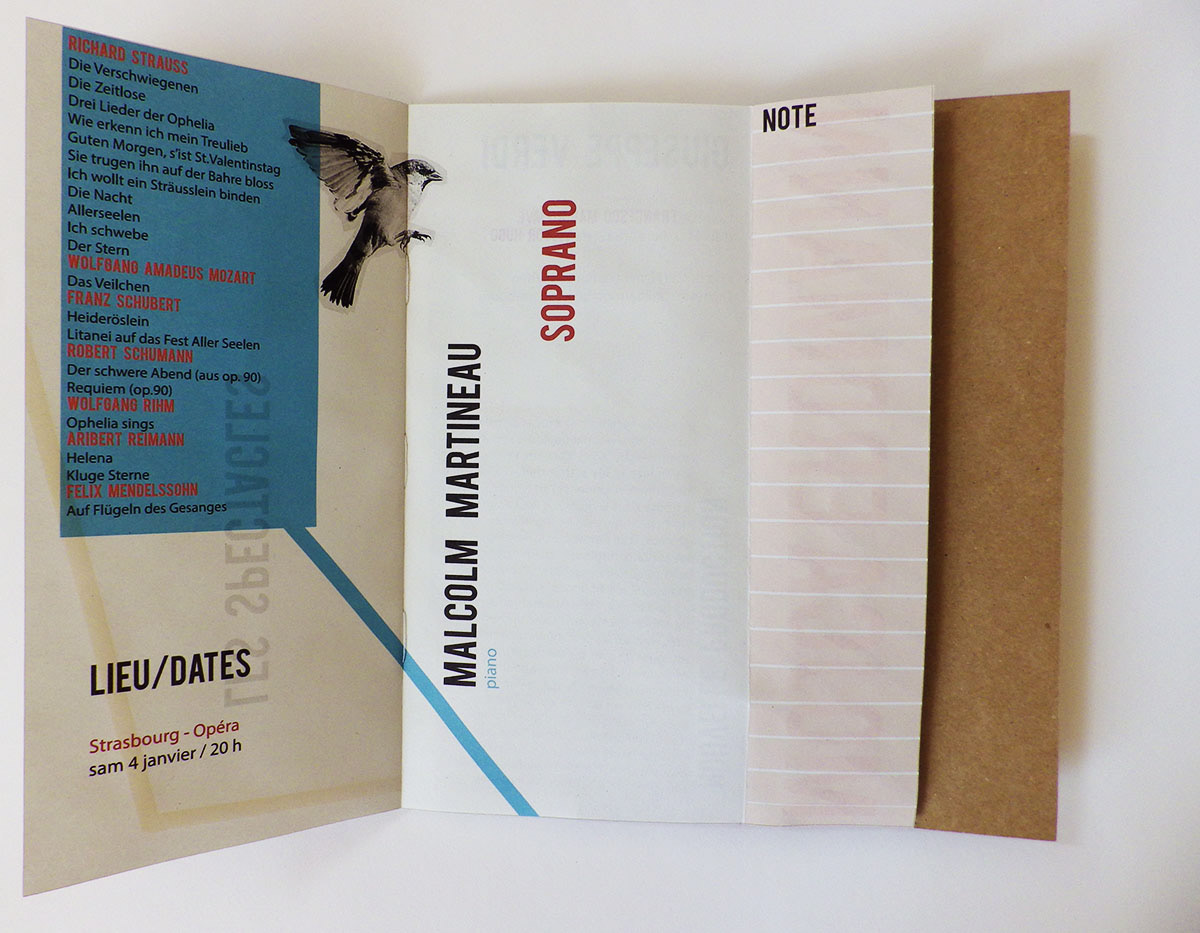 RICHARD STRAUSS
Die Verschwiegenen
Die Zeitlose
Drei Lieder der Ophelia
Wie erkenn ich mein Treulieb
Guten Morgen, s'ist St.Valentinstag
Sie trugen ihn auf der Bahre bloss
Ich wollt ein Sträusslein binden
Die Nacht
Allerseelen
Ich schwebe
Der Stern
WOLFGANG AMADEUS MOZART
Das Veilchen
FRANZ SCHUBERT
Heideröslein
Litanei auf das Fest Aller Seelen
ROBERT SCHUMANN
Der schwere Abend (aus op. 90)
Requiem (op.90)
WOLFGANG RIHM
Ophelia sings
ARIBERT REIMANN
Helena
Kluge Sterne
FELIX MENDELSSOHN
Auf Flügeln des Gesanges
LES SPECTACLES
LIEU/DATES
Strasbourg - Opéra
sam 4 janvier / 20 h
MALCOLM MARTINEAU
piano
SOPRANO
NOTE